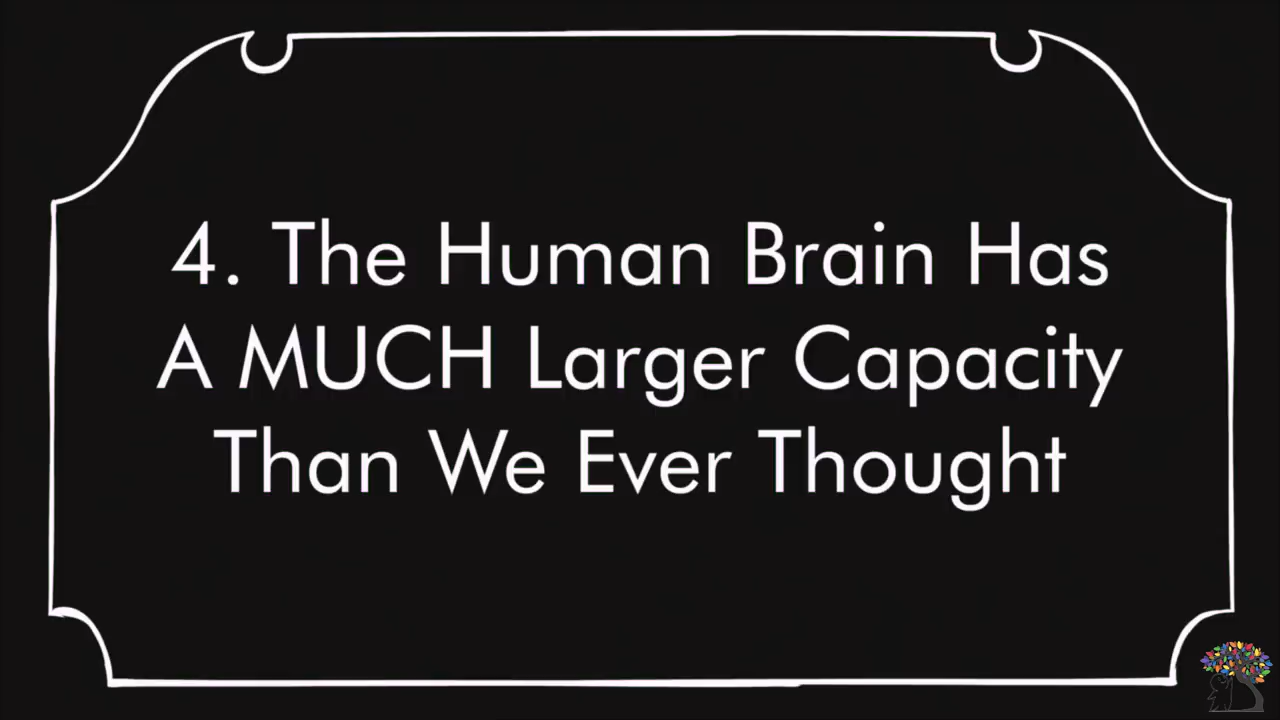 4. The Human Brain Has
A MUCH Larger Capacity
Than We Ever Thought